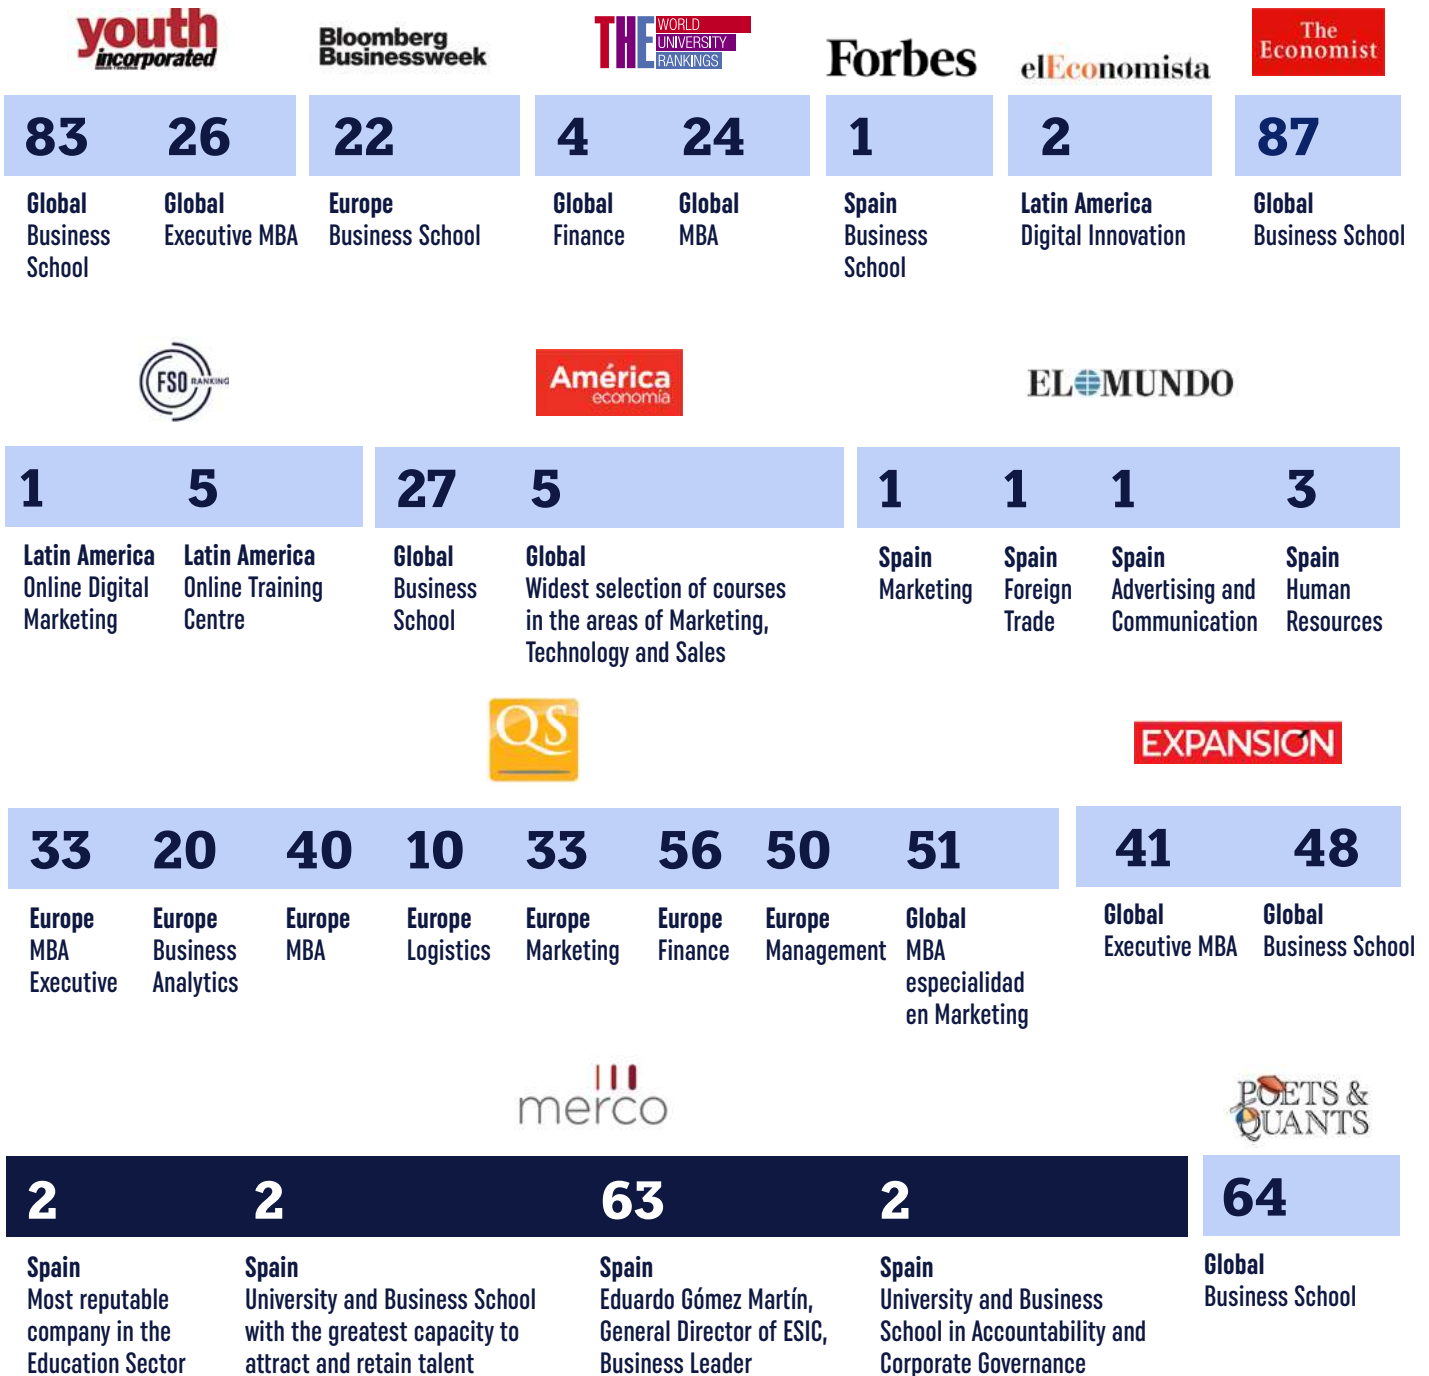 youth
incorporated
Bloomberg
Businessweek
THE WORLD
UNIVERSITY
RANKINGS
Forbes
elEconomista
The
Economist
83
Global
Business
School
26
Global
Executive MBA
22
Europe
Business School
4
Global
Finance
24
Global
MBA
1
Spain
Business
School
2
Latin America
Digital Innovation
87
Global
Business School
FSO RANKING
América
economía
EL MUNDO
1
Latin America
Online Digital
Marketing
5
Latin America
Online Training
Centre
27
Global
Business
School
5
Global
Widest selection of courses
in the areas of Marketing,
Technology and Sales
1
Spain
Marketing
1
Spain
Foreign
Trade
1
Spain
Advertising and
Communication
3
Spain
Human
Resources
QS
EXPANSIÓN
33
Europe
MBA
Executive
20
Europe
Business
Analytics
40
Europe
MBA
10
Europe
Logistics
33
Europe
Marketing
56
Europe
Finance
50
Europe
Management
51
Global
MBA
especialidad
en Marketing
41
Global
Executive MBA
48
Global
Business School
merco
POETS &
QUANTS
2
Spain
Most reputable
company in the
Education Sector
2
Spain
University and Business School
with the greatest capacity to
attract and retain talent
63
Spain
Eduardo Gómez Martín,
General Director of ESIC,
Business Leader
2
Spain
University and Business
School in Accountability and
Corporate Governance
64
Global
Business School